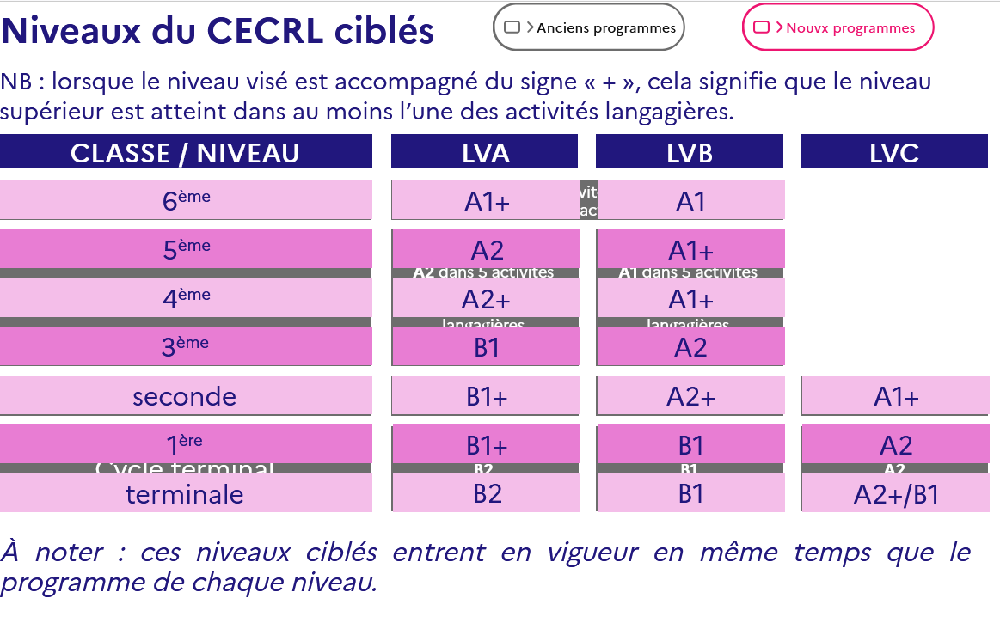 Niveaux du CECRL ciblés
Anciens programmes
Nouvx programmes
NB : lorsque le niveau visé est accompagné du signe « + », cela signifie que le niveau
supérieur est atteint dans au moins l’une des activités langagières.
CLASSE / NIVEAU LVA LVB LVC
6ème A1+ vit A1
ac
5ème A2 A1+
A2 dans 5 activités A1 dans 5 activités
4ème A2+ A1+
langagières langagières
3ème B1 A2
seconde B1+ A2+ A1+
1ère B1+ B1 A2
Cycle terminal B2 B1 A2
terminale B2 B1 A2+/B1
À noter : ces niveaux ciblés entrent en vigueur en même temps que le
programme de chaque niveau.